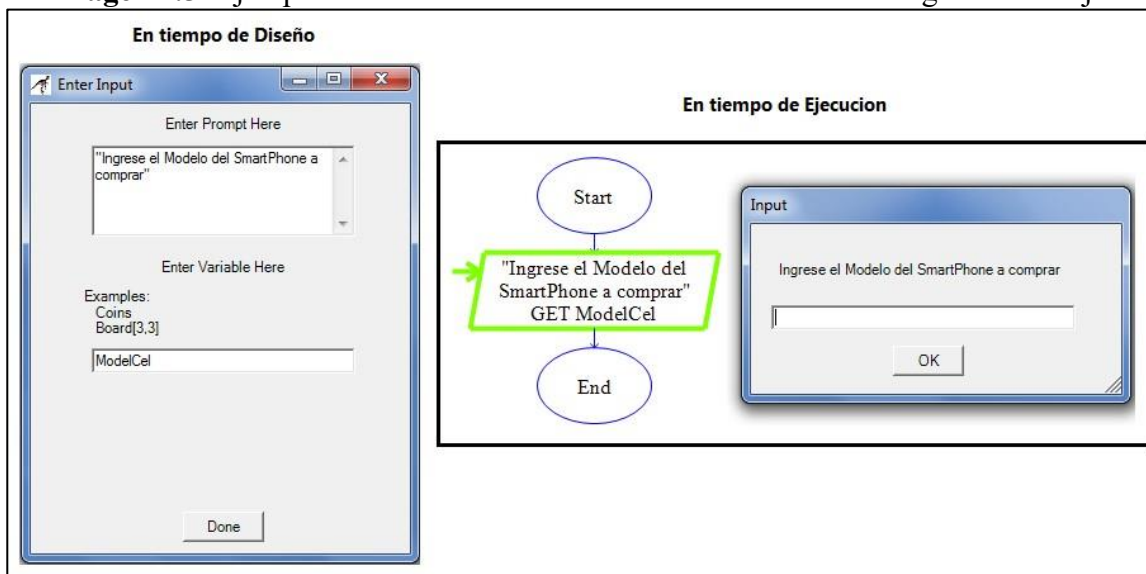 En tiempo de Diseño
Enter Input
Enter Prompt Here
"Ingrese el Modelo del SmartPhone a
comprar"
Enter Variable Here
Examples:
Coins
Board[3,3]
ModelCel
Done
En tiempo de Ejecucion
Start
"Ingrese el Modelo del
SmartPhone a comprar"
GET ModelCel
End
Input
Ingrese el Modelo del SmartPhone a comprar
OK